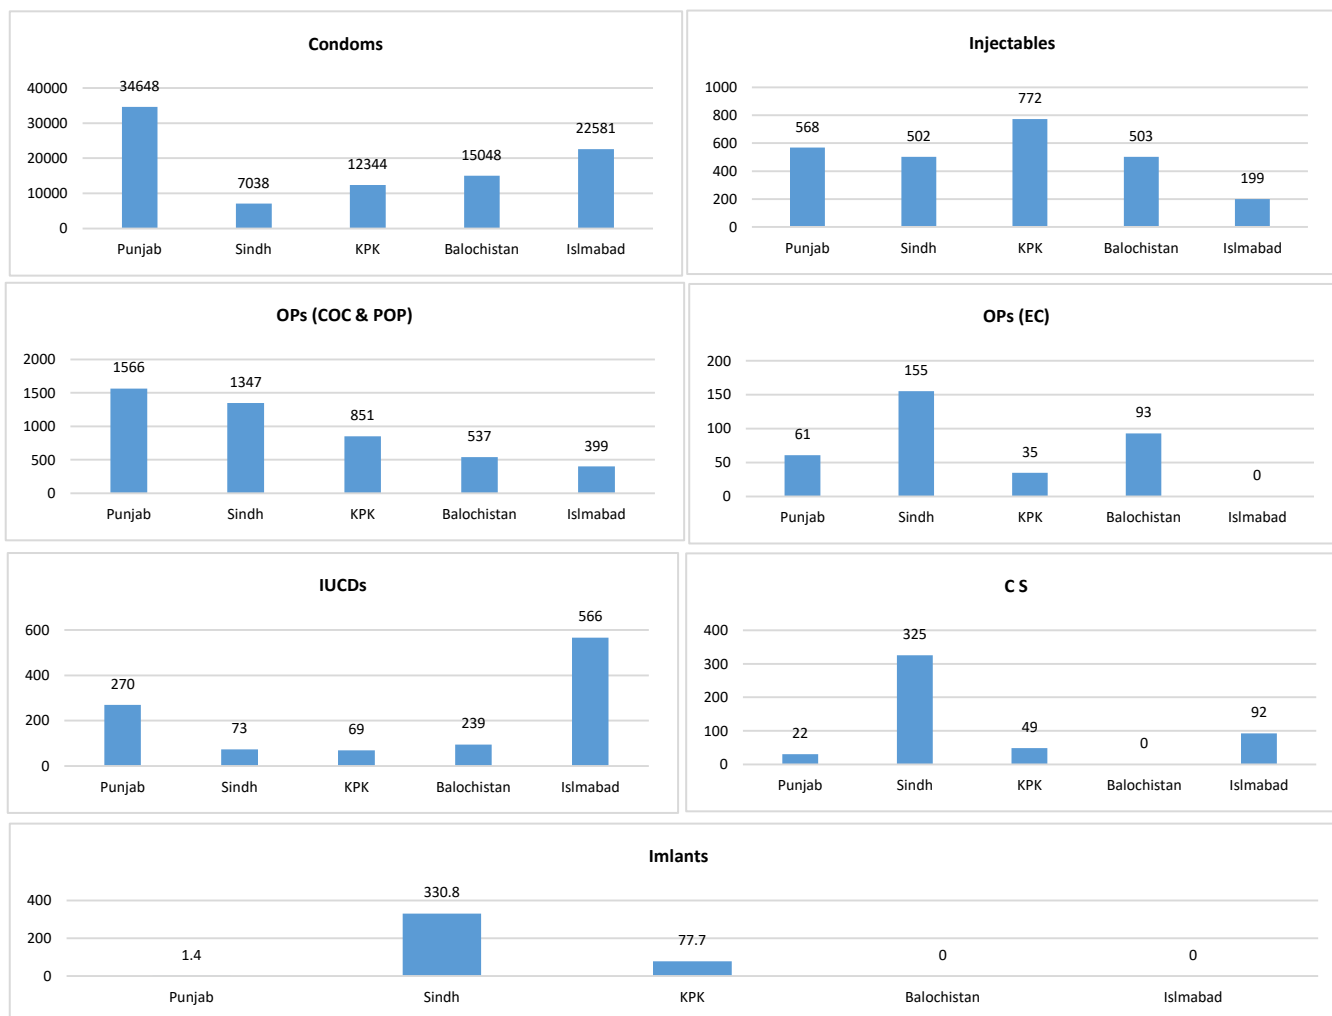 Condoms
40000
30000
20000
10000
0
34648
7038
12344
15048
22581
Punjab
Sindh
KPK
Balochistan
Islmabad
Injectables
1000
800
600
400
200
0
568
502
772
503
199
Punjab
Sindh
KPK
Balochistan
Islmabad
OPs (COC & POP)
2000
1500
1000
500
0
1566
1347
851
537
399
Punjab
Sindh
KPK
Balochistan
Islmabad
OPs (EC)
200
150
100
50
0
61
155
35
93
0
Punjab
Sindh
KPK
Balochistan
Islmabad
IUCDs
600
400
200
0
270
73
69
239
566
Punjab
Sindh
KPK
Balochistan
Islmabad
C S
400
300
200
100
0
22
325
49
0
92
Punjab
Sindh
KPK
Balochistan
Islmabad
Imlants
400
200
0
1.4
330.8
77.7
0
0
Punjab
Sindh
KPK
Balochistan
Islmabad